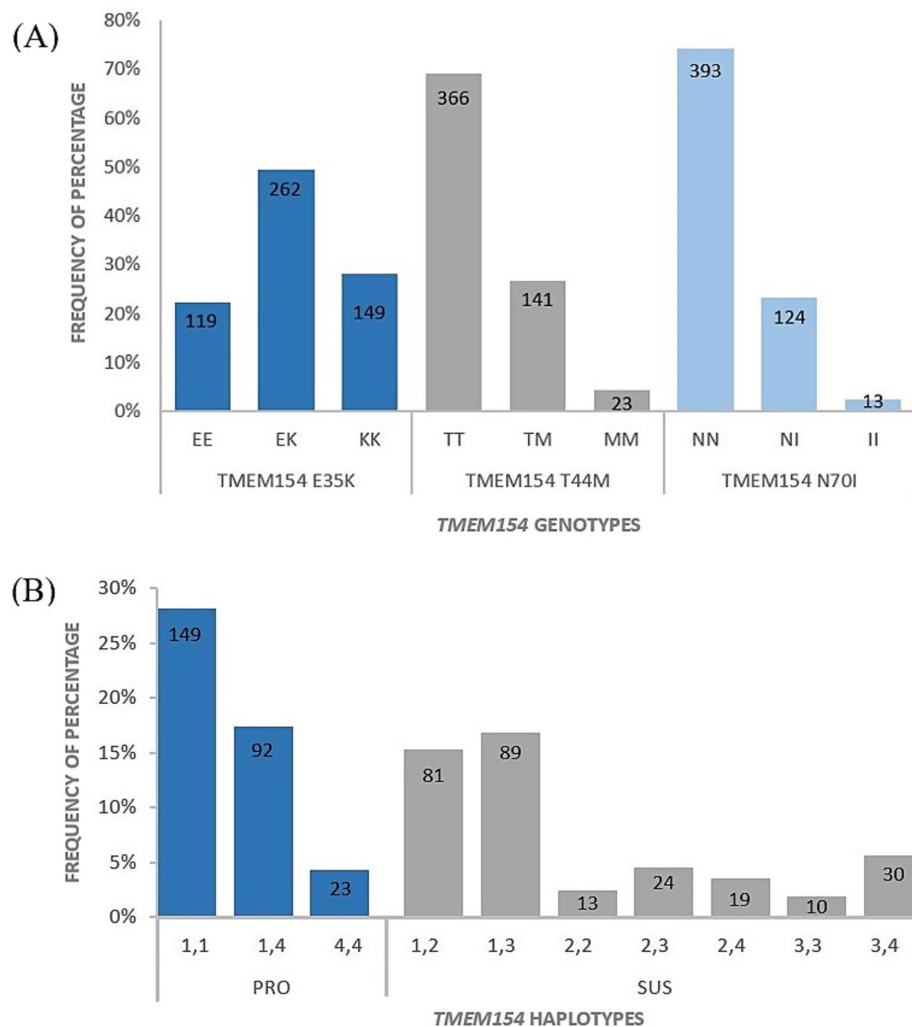 (A)
FREQUENCY OF PERCENTAGE
80%
70%
60%
50%
40%
30%
20%
10%
0%
119 262 149 366 141 23 393 124 13
EE EK KK TT TM MM NN NI II
TMEM154 E35K TMEM154 T44M TMEM154 N70I
TMEM154 GENOTYPES
(B)
FREQUENCY OF PERCENTAGE
30%
25%
20%
15%
10%
5%
0%
149 92 23 81 89 13 24 19 10 30
1,1 1,4 4,4 1,2 1,3 2,2 2,3 2,4 3,3 3,4
PRO SUS
TMEM154 HAPLOTYPES